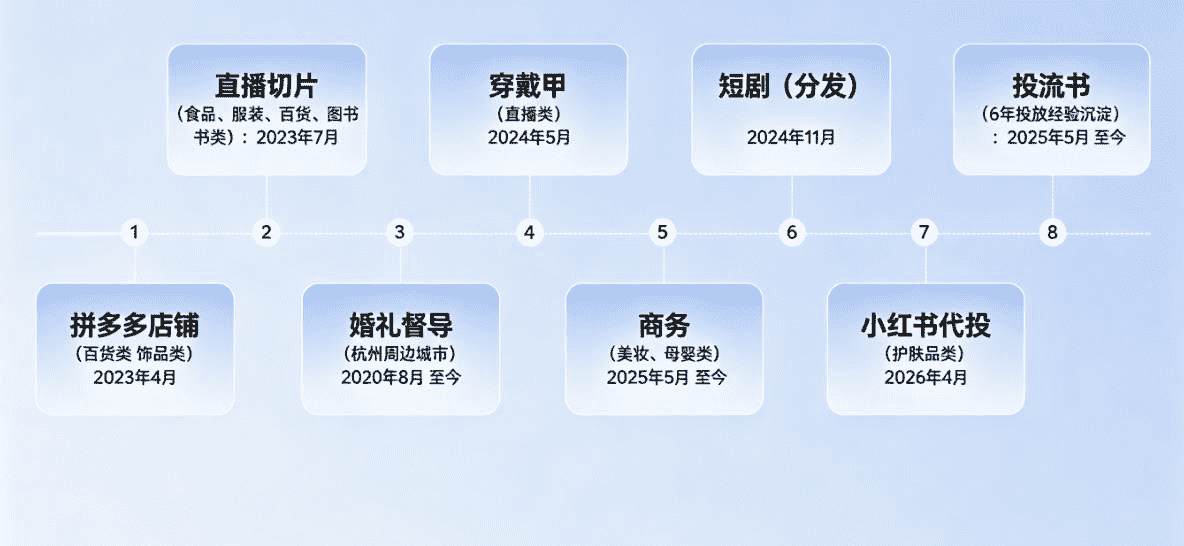 直播切片
（食品、服装、百货、图书
书类）：2023年7月
穿戴甲
（直播类）
2024年5月
短剧（分发）
2024年11月
投流书
（6年投放经验沉淀）
：2025年5月 至今
1
2
3
4
5
6
7
8
拼多多店铺
（百货类 饰品类）
2023年4月
婚礼督导
（杭州周边城市）
2020年8月 至今
商务
（美妆、母婴类）
2025年5月 至今
小红书代投
（护肤品类）
2026年4月